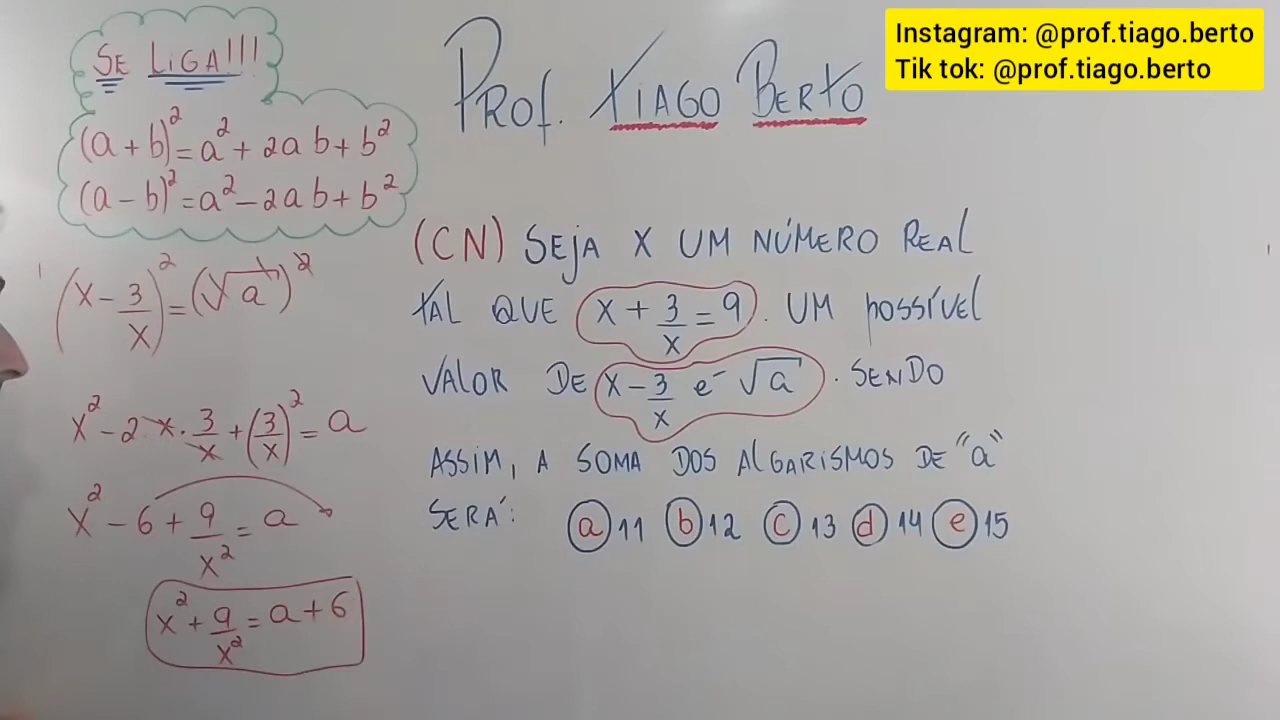 Instagram: @prof.tiago.berto
Tik tok: @prof.tiago.berto
PROF. TIAGO BERTO
SE LIGA!!!
(a + b)² = a² + 2ab + b²
(a − b)² = a² − 2ab + b²
(x − 3/x)² = (√a)²
x² − 2·x·3/x + (3/x)² = a
x² − 6 + 9/x² = a
x² + 9/x² = a + 6
(CN) SEJA X UM NÚMERO REAL
TAL QUE x + 3/x = 9. UM POSSÍVEL
VALOR DE x − 3/x é √a. SENDO
ASSIM, A SOMA DOS ALGARISMOS DE "a"
SERÁ: a 11 b 12 c 13 d 14 e 15